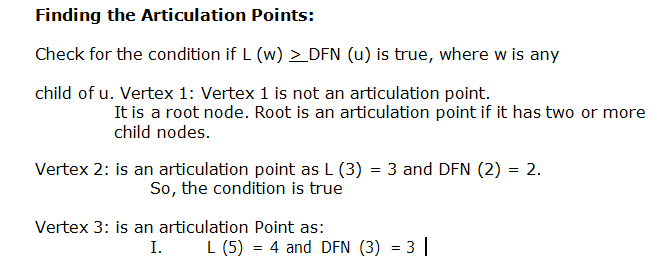 Finding the Articulation Points:
Check for the condition if L (w) ≥ DFN (u) is true, where w is any
child of u. Vertex 1: Vertex 1 is not an articulation point.
It is a root node. Root is an articulation point if it has two or more
child nodes.
Vertex 2: is an articulation point as L (3) = 3 and DFN (2) = 2.
So, the condition is true
Vertex 3: is an articulation Point as:
I. L (5) = 4 and DFN (3) = 3